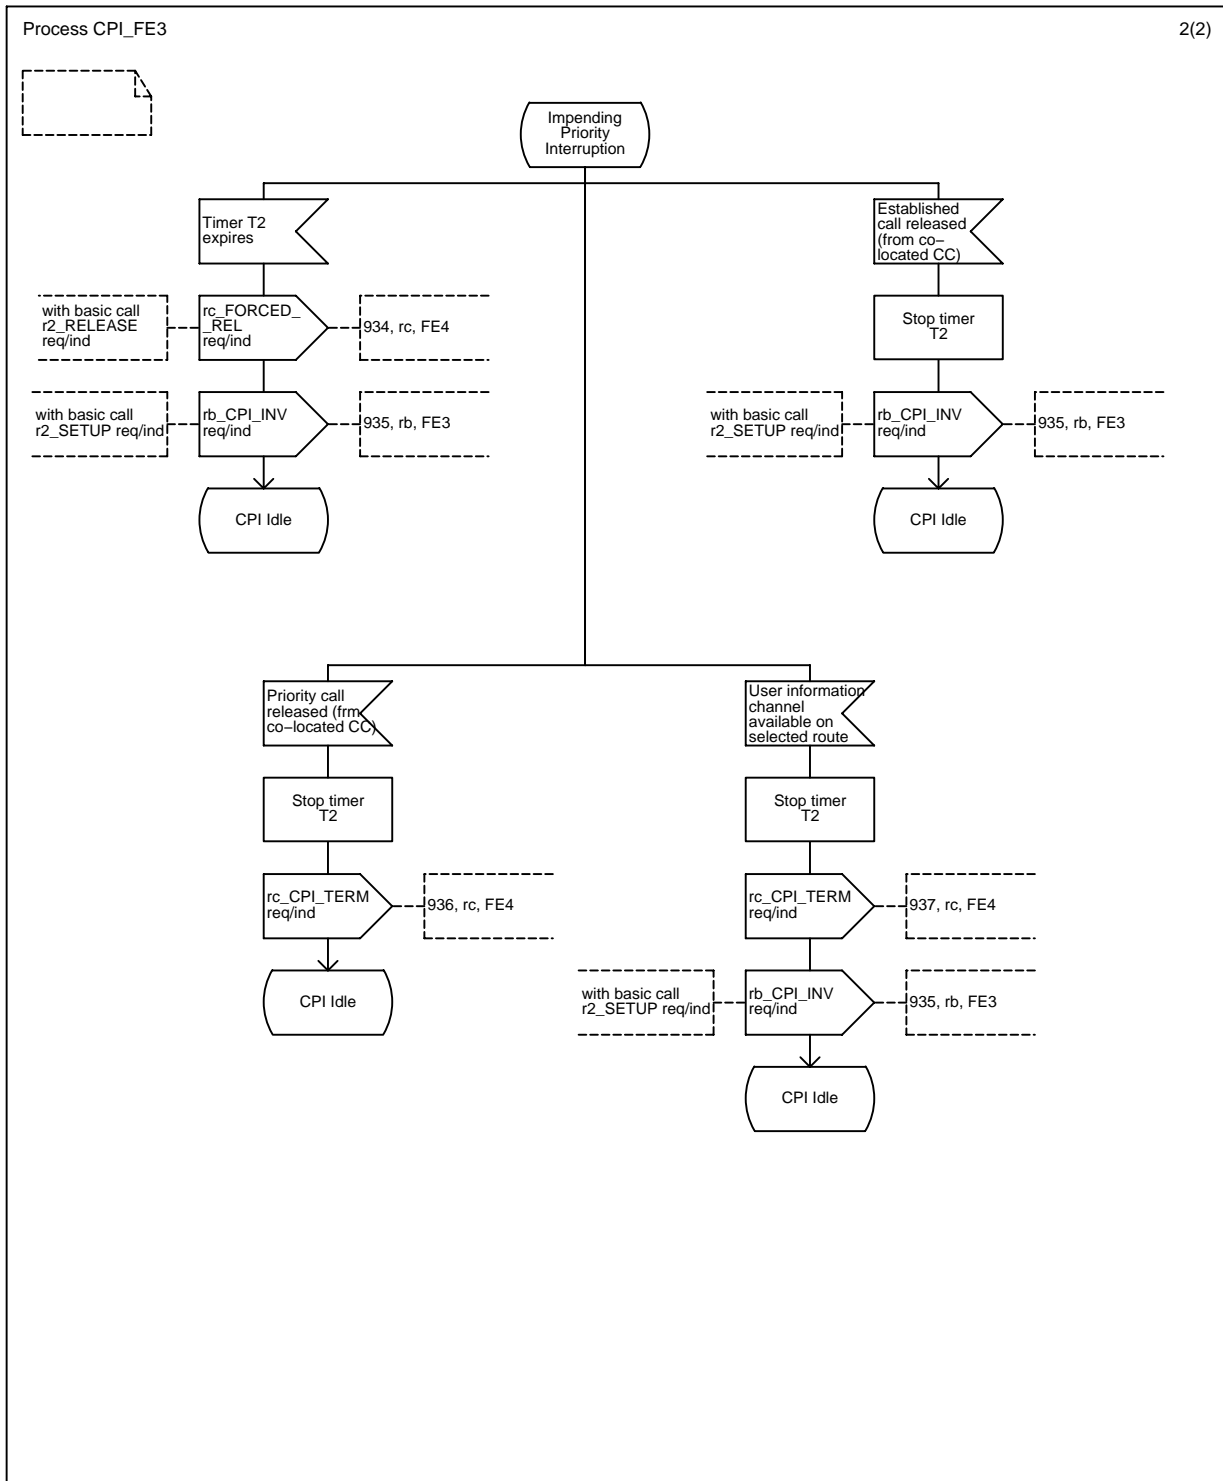 Process CPI_FE3
2(2)
Impending
Priority
Interruption
Timer T2
expires
Established
call released
(from co–
located CC)
with basic call
r2_RELEASE
req/ind
rc_FORCED_
_REL
req/ind
934, rc, FE4
Stop timer
T2
with basic call
r2_SETUP req/ind
rb_CPI_INV
req/ind
935, rb, FE3
with basic call
r2_SETUP req/ind
rb_CPI_INV
req/ind
935, rb, FE3
CPI Idle
CPI Idle
Priority call
released (frm
co–located CC)
User information
channel
available on
selected route
Stop timer
T2
Stop timer
T2
rc_CPI_TERM
req/ind
936, rc, FE4
rc_CPI_TERM
req/ind
937, rc, FE4
CPI Idle
with basic call
r2_SETUP req/ind
rb_CPI_INV
req/ind
935, rb, FE3
CPI Idle